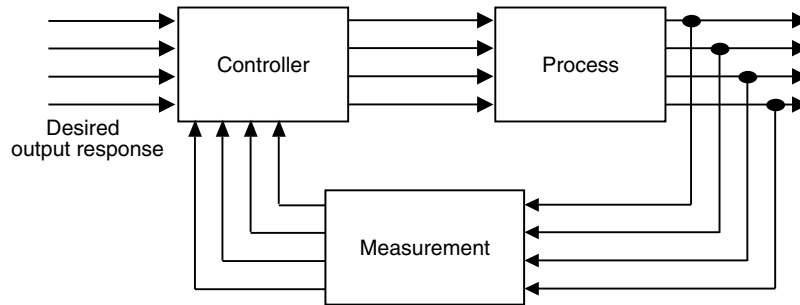 Controller
Process
Desired
output response
Measurement